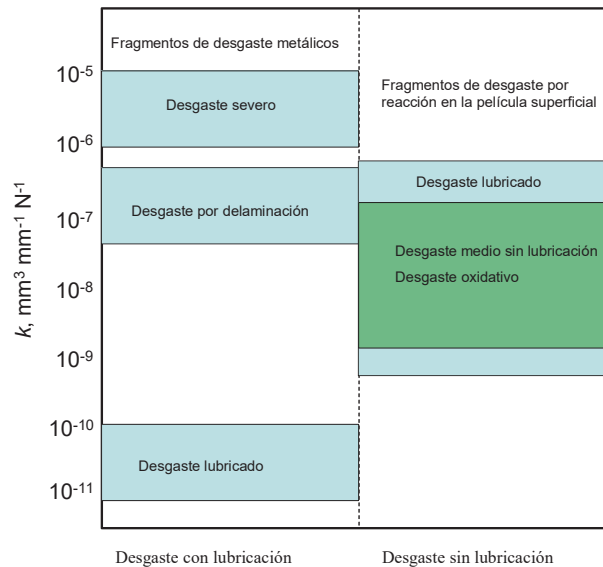 Fragmentos de desgaste metálicos
Fragmentos de desgaste por
reacción en la película superficial
10⁻⁵
Desgaste severo
10⁻⁶
Desgaste lubricado
Desgaste por delaminación
10⁻⁷
Desgaste medio sin lubricación
Desgaste oxidativo
10⁻⁸
10⁻⁹
10⁻¹⁰
Desgaste lubricado
10⁻¹¹
k, mm³ mm⁻¹ N⁻¹
Desgaste con lubricación
Desgaste sin lubricación